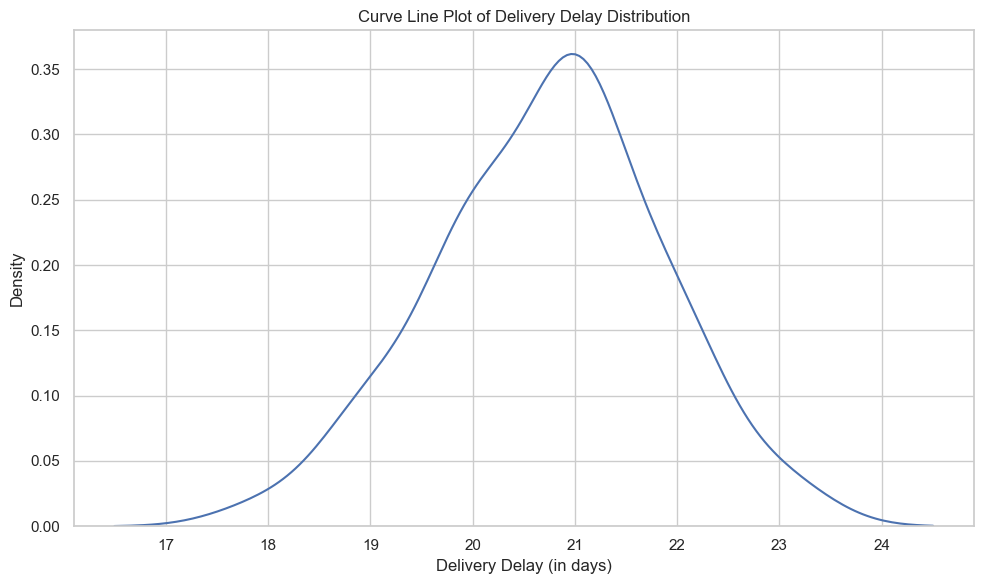 Curve Line Plot of Delivery Delay Distribution
0.35
0.30
0.25
0.20
0.15
0.10
0.05
0.00
Density
17 18 19 20 21 22 23 24
Delivery Delay (in days)